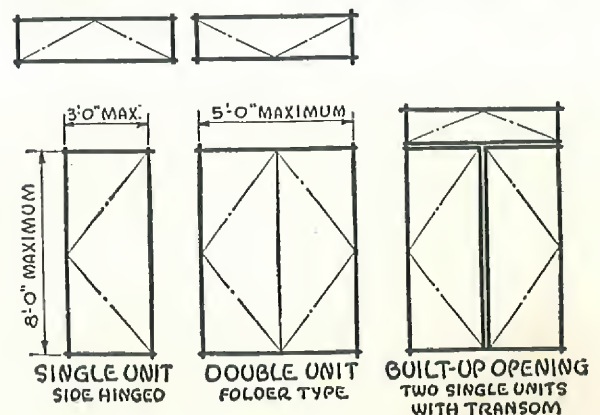 3'-0" MAX.
5'-0" MAXIMUM
8'-0" MAXIMUM
SINGLE UNIT
SIDE HINGED
DOUBLE UNIT
FOLDER TYPE
BUILT-UP OPENING
TWO SINGLE UNITS
WITH TRANSOM